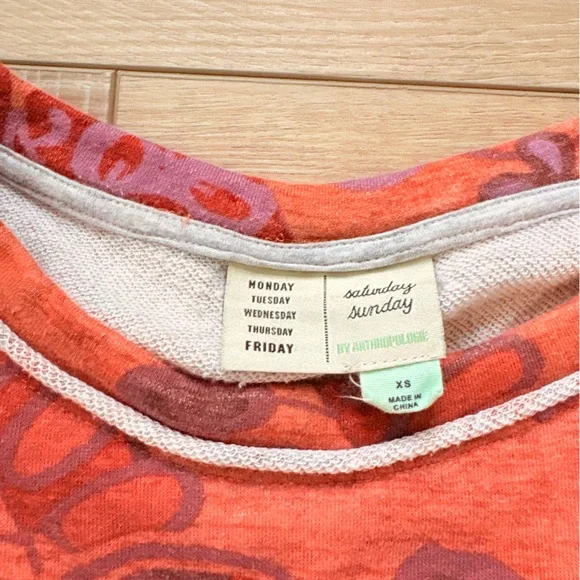 MONDAY
TUESDAY
WEDNESDAY
THURSDAY
FRIDAY
saturday
sunday
BY ANTHROPOLOGIE
XS
MADE IN
CHINA